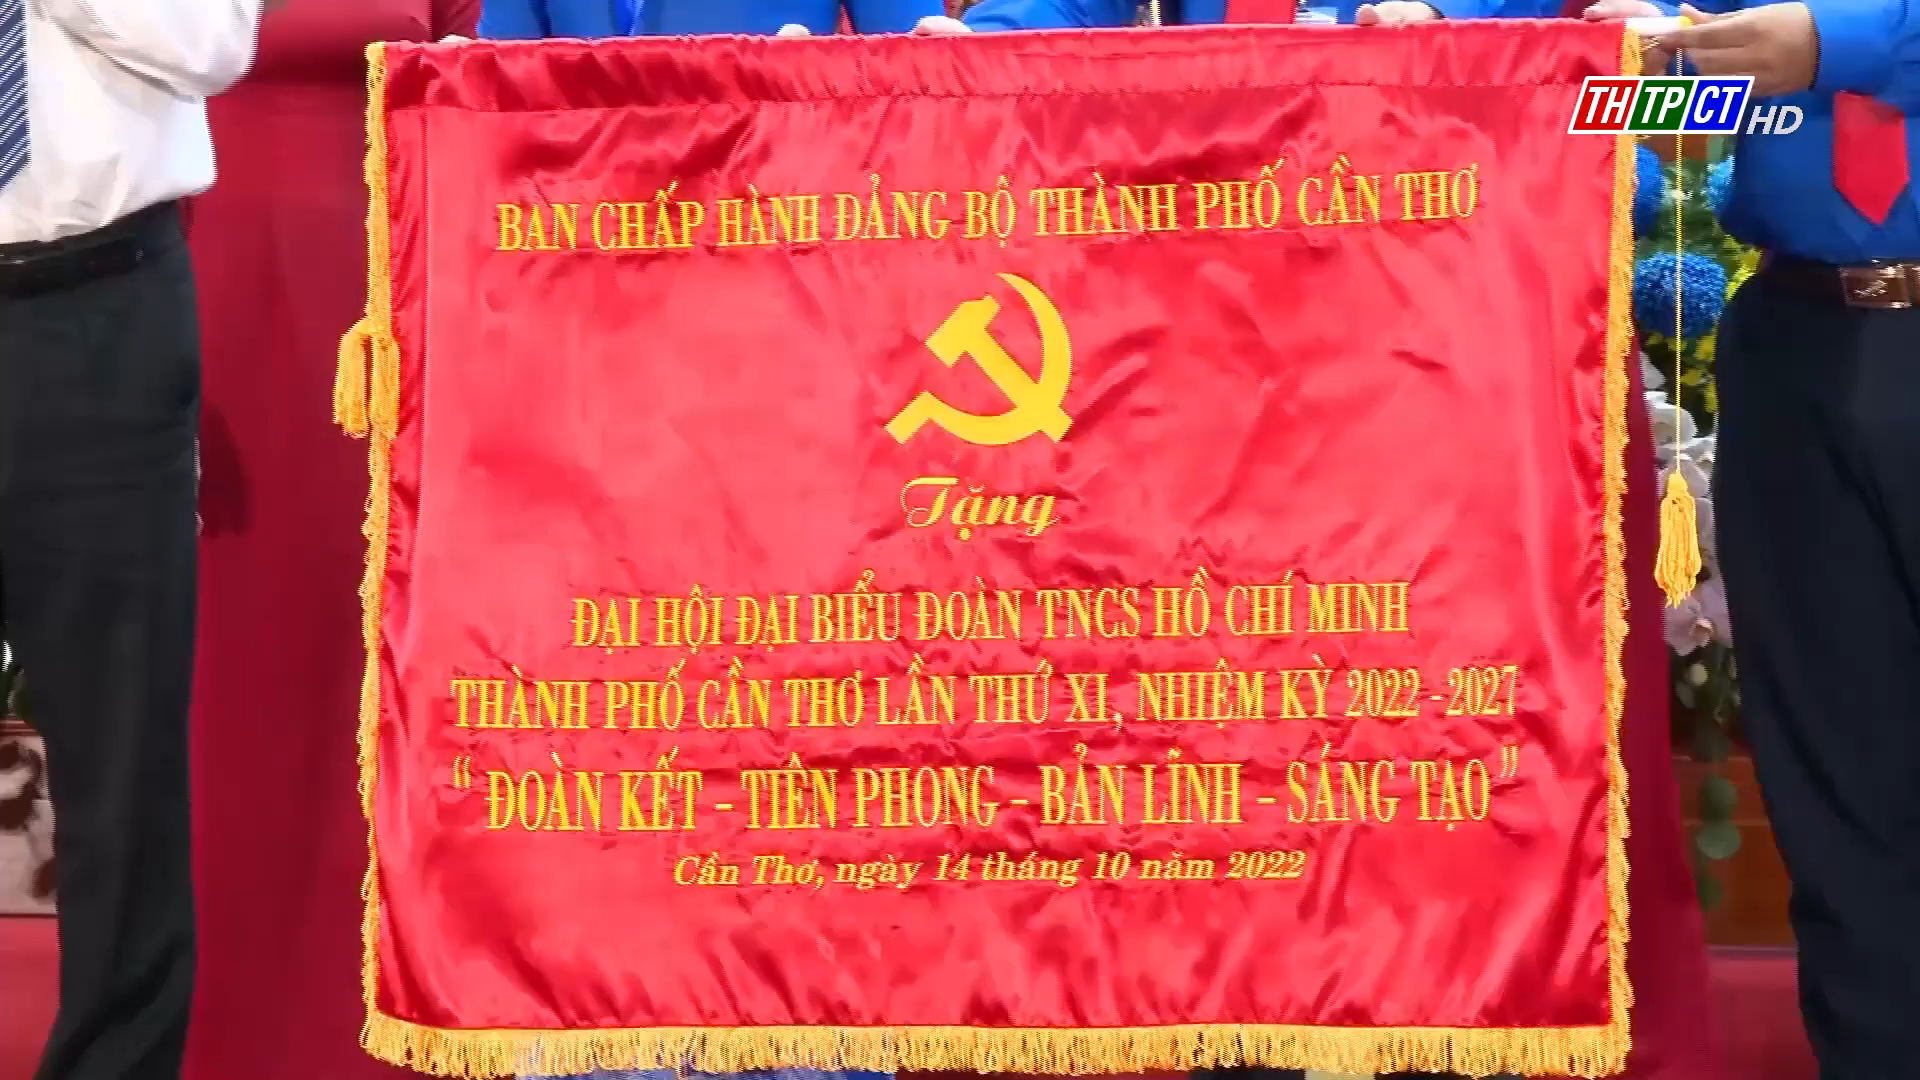 THTPCT HD
BAN CHẤP HÀNH ĐẢNG BỘ THÀNH PHỐ CẦN THƠ
Tặng
ĐẠI HỘI ĐẠI BIỂU ĐOÀN TNCS HỒ CHÍ MINH
THÀNH PHỐ CẦN THƠ LẦN THỨ XI, NHIỆM KỲ 2022 - 2027
“ ĐOÀN KẾT - TIÊN PHONG - BẢN LĨNH - SÁNG TẠO ”
Cần Thơ, ngày 14 tháng 10 năm 2022